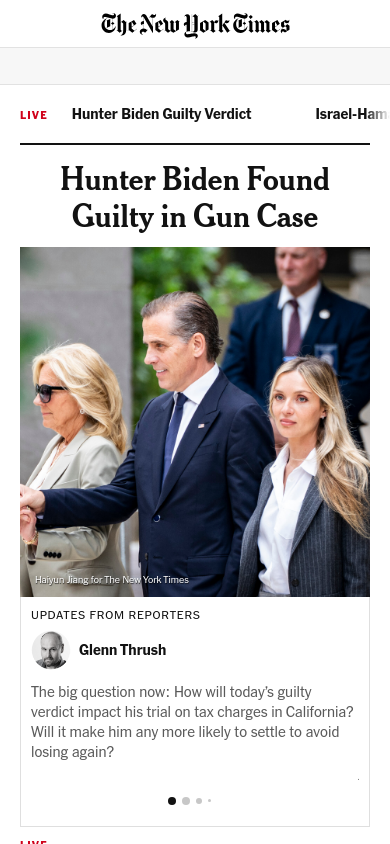 The New York Times
LIVE Hunter Biden Guilty Verdict Israel-Ham
Hunter Biden Found
Guilty in Gun Case
Haiyun Jiang for The New York Times
UPDATES FROM REPORTERS
Glenn Thrush
The big question now: How will today’s guilty
verdict impact his trial on tax charges in California?
Will it make him any more likely to settle to avoid
losing again?
LIVE